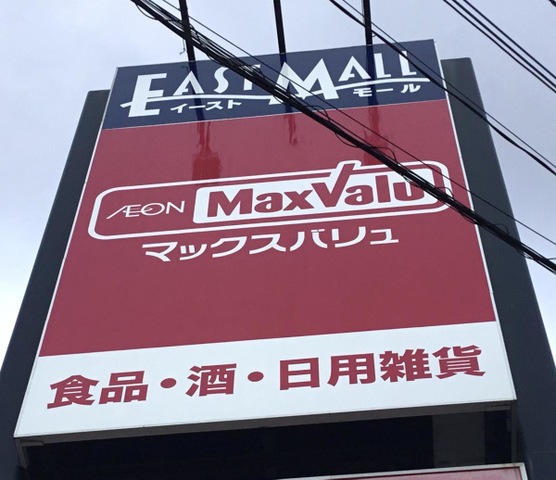 EAST MALL
イースト モール
ÆON MaxValu
マックスバリュ
食品・酒・日用雑貨